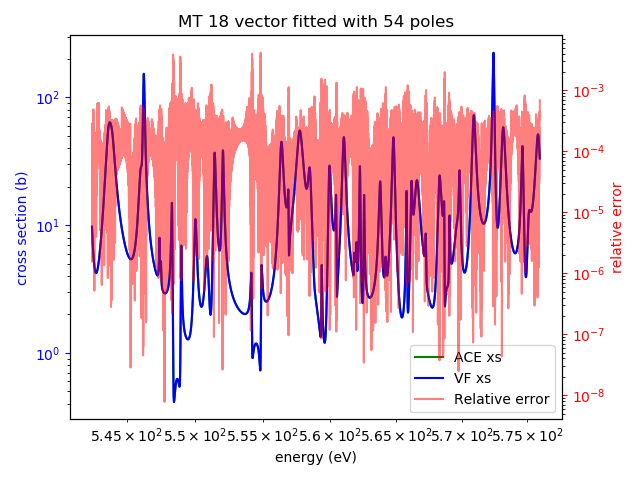 MT 18 vector fitted with 54 poles
cross section (b)
10²
10¹
10⁰
10⁻³
10⁻⁴
10⁻⁵
10⁻⁶
10⁻⁷
10⁻⁸
relative error
ACE xs
VF xs
Relative error
5.45 × 10² 5.5 × 10² 5.555 × 10² 5.6 × 10² 5.65 × 10² 5.7 × 10² 5.75 × 10²
energy (eV)